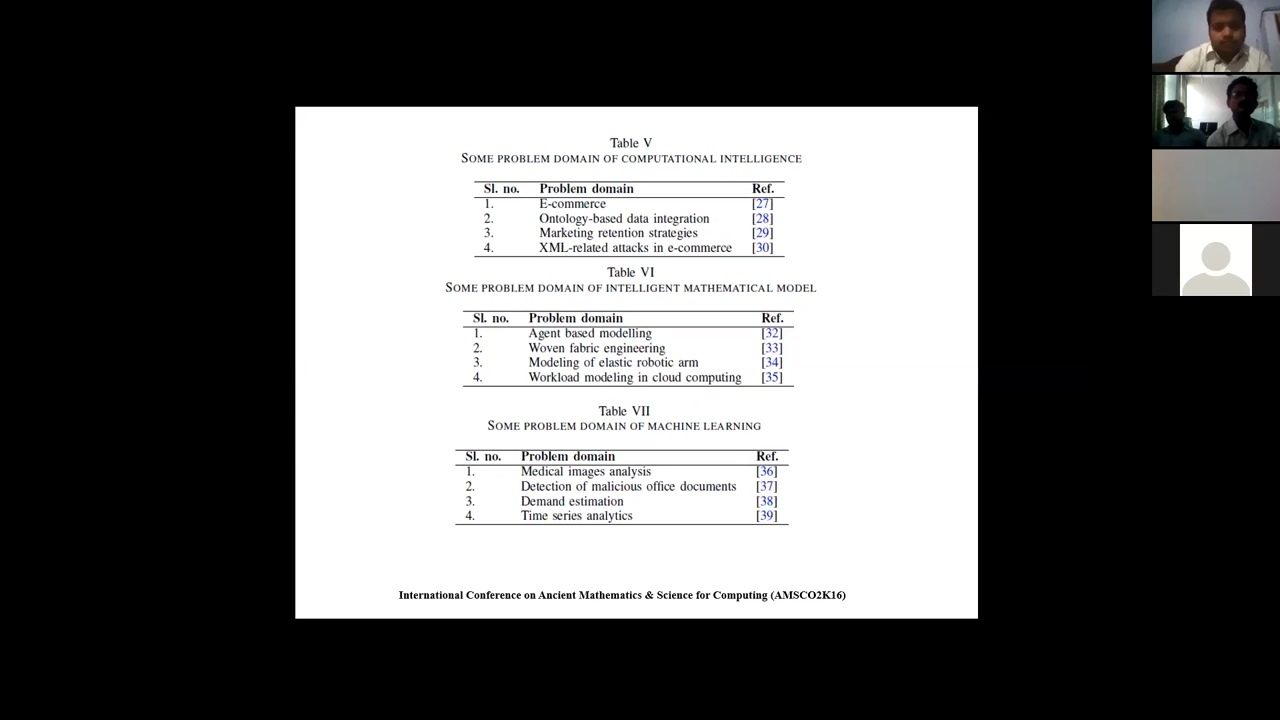 Table V
SOME PROBLEM DOMAIN OF COMPUTATIONAL INTELLIGENCE
Sl. no. Problem domain Ref.
1. E-commerce [27]
2. Ontology-based data integration [28]
3. Marketing retention strategies [29]
4. XML-related attacks in e-commerce [30]
Table VI
SOME PROBLEM DOMAIN OF INTELLIGENT MATHEMATICAL MODEL
Sl. no. Problem domain Ref.
1. Agent based modelling [32]
2. Woven fabric engineering [33]
3. Modeling of elastic robotic arm [34]
4. Workload modeling in cloud computing [35]
Table VII
SOME PROBLEM DOMAIN OF MACHINE LEARNING
Sl. no. Problem domain Ref.
1. Medical images analysis [36]
2. Detection of malicious office documents [37]
3. Demand estimation [38]
4. Time series analytics [39]
International Conference on Ancient Mathematics & Science for Computing (AMSCO2K16)